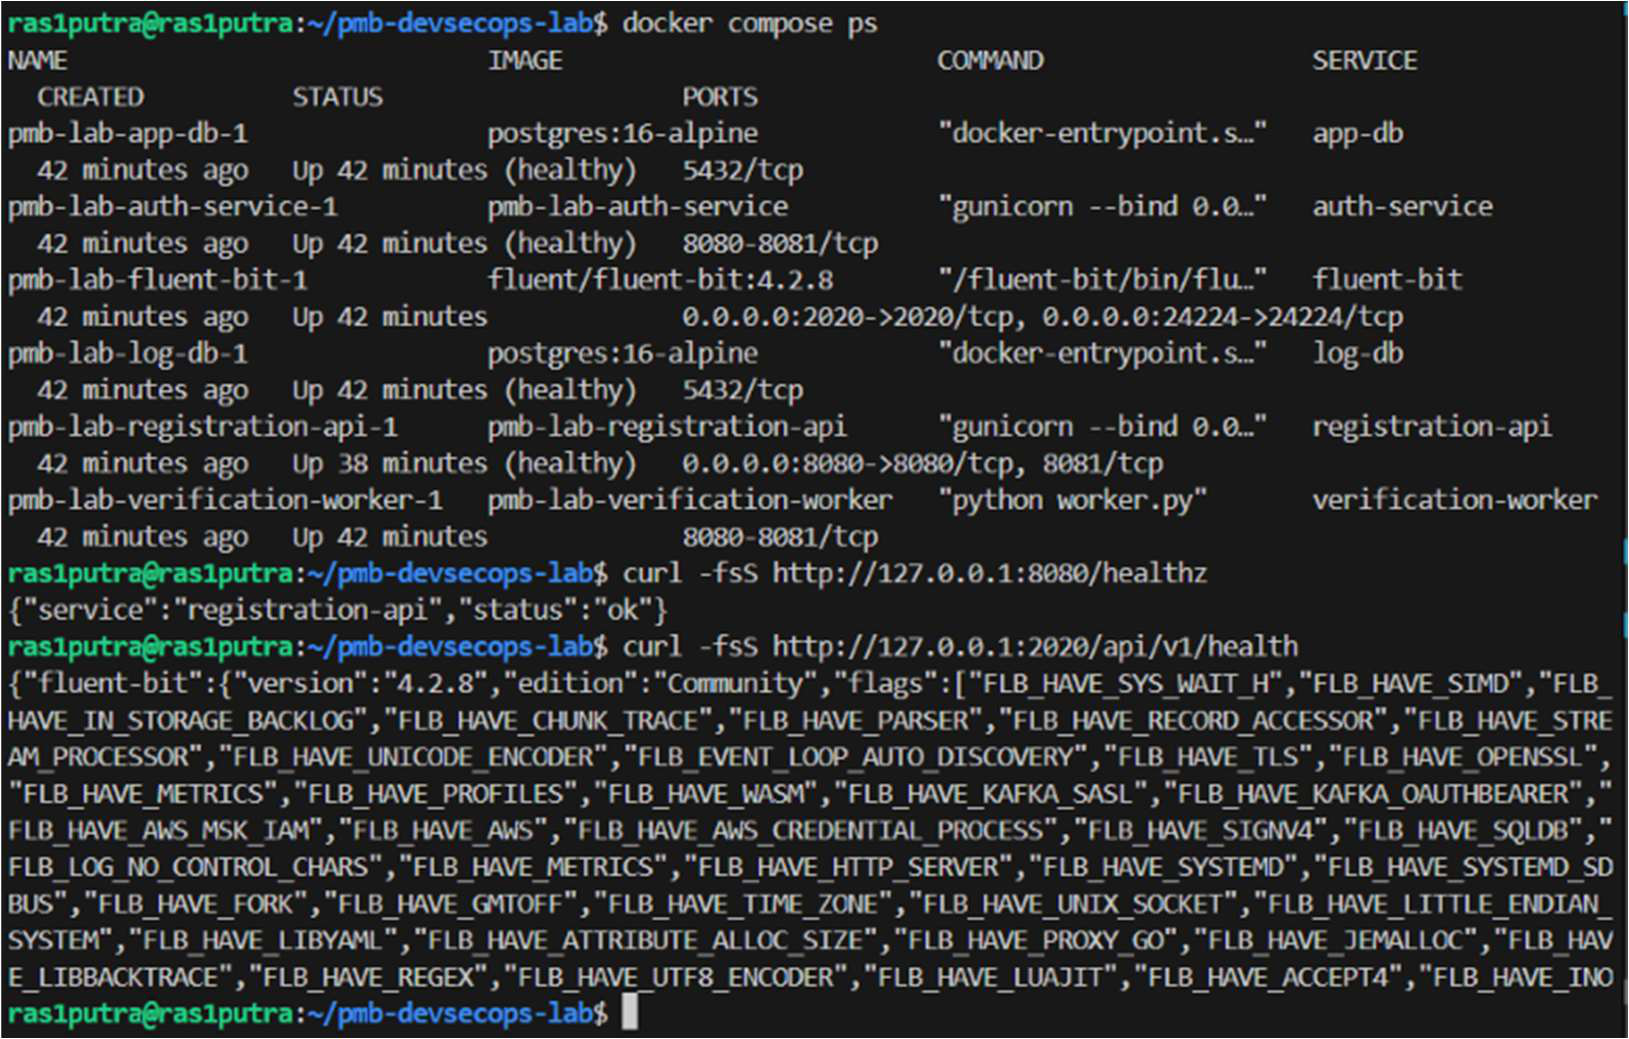 ras1putra@ras1putra:~/pmb-devsecops-lab$ docker compose ps
NAME IMAGE COMMAND SERVICE
CREATED STATUS PORTS
pmb-lab-app-db-1 postgres:16-alpine "docker-entrypoint.s…" app-db
42 minutes ago Up 42 minutes (healthy) 5432/tcp
pmb-lab-auth-service-1 pmb-lab-auth-service "gunicorn --bind 0.0…" auth-service
42 minutes ago Up 42 minutes (healthy) 8080-8081/tcp
pmb-lab-fluent-bit-1 fluent/fluent-bit:4.2.8 "/fluent-bit/bin/flu…" fluent-bit
42 minutes ago Up 42 minutes 0.0.0.0:2020->2020/tcp, 0.0.0.0:24224->24224/tcp
pmb-lab-log-db-1 postgres:16-alpine "docker-entrypoint.s…" log-db
42 minutes ago Up 42 minutes (healthy) 5432/tcp
pmb-lab-registration-api-1 pmb-lab-registration-api "gunicorn --bind 0.0…" registration-api
42 minutes ago Up 38 minutes (healthy) 0.0.0.0:8080->8080/tcp, 8081/tcp
pmb-lab-verification-worker-1 pmb-lab-verification-worker "python worker.py" verification-worker
42 minutes ago Up 42 minutes 8080-8081/tcp
ras1putra@ras1putra:~/pmb-devsecops-lab$ curl -fsS http://127.0.0.1:8080/healthz
{"service":"registration-api","status":"ok"}
ras1putra@ras1putra:~/pmb-devsecops-lab$ curl -fsS http://127.0.0.1:2020/api/v1/health
{"fluent-bit":{"version":"4.2.8","edition":"Community","flags":["FLB_HAVE_SYS_WAIT_H","FLB_HAVE_SIMD","FLB_
HAVE_IN_STORAGE_BACKLOG","FLB_HAVE_CHUNK_TRACE","FLB_HAVE_PARSER","FLB_HAVE_RECORD_ACCESSOR","FLB_HAVE_STRE
AM_PROCESSOR","FLB_HAVE_UNICODE_ENCODER","FLB_EVENT_LOOP_AUTO_DISCOVERY","FLB_HAVE_TLS","FLB_HAVE_OPENSSL",
"FLB_HAVE_METRICS","FLB_HAVE_PROFILES","FLB_HAVE_WASM","FLB_HAVE_KAFKA_SASL","FLB_HAVE_KAFKA_OAUTHBEARER","
FLB_HAVE_AWS_MSK_IAM","FLB_HAVE_AWS","FLB_HAVE_AWS_CREDENTIAL_PROCESS","FLB_HAVE_SIGNV4","FLB_HAVE_SQLDB","
FLB_LOG_NO_CONTROL_CHARS","FLB_HAVE_METRICS","FLB_HAVE_HTTP_SERVER","FLB_HAVE_SYSTEMD","FLB_HAVE_SYSTEMD_SD
BUS","FLB_HAVE_FORK","FLB_HAVE_GMTOFF","FLB_HAVE_TIME_ZONE","FLB_HAVE_UNIX_SOCKET","FLB_HAVE_LITTLE_ENDIAN_
SYSTEM","FLB_HAVE_LIBYAML","FLB_HAVE_ATTRIBUTE_ALLOC_SIZE","FLB_HAVE_PROXY_GO","FLB_HAVE_JEMALLOC","FLB_HAV
E_LIBBACKTRACE","FLB_HAVE_REGEX","FLB_HAVE_UTF8_ENCODER","FLB_HAVE_LUAJIT","FLB_HAVE_ACCEPT4","FLB_HAVE_INO
ras1putra@ras1putra:~/pmb-devsecops-lab$